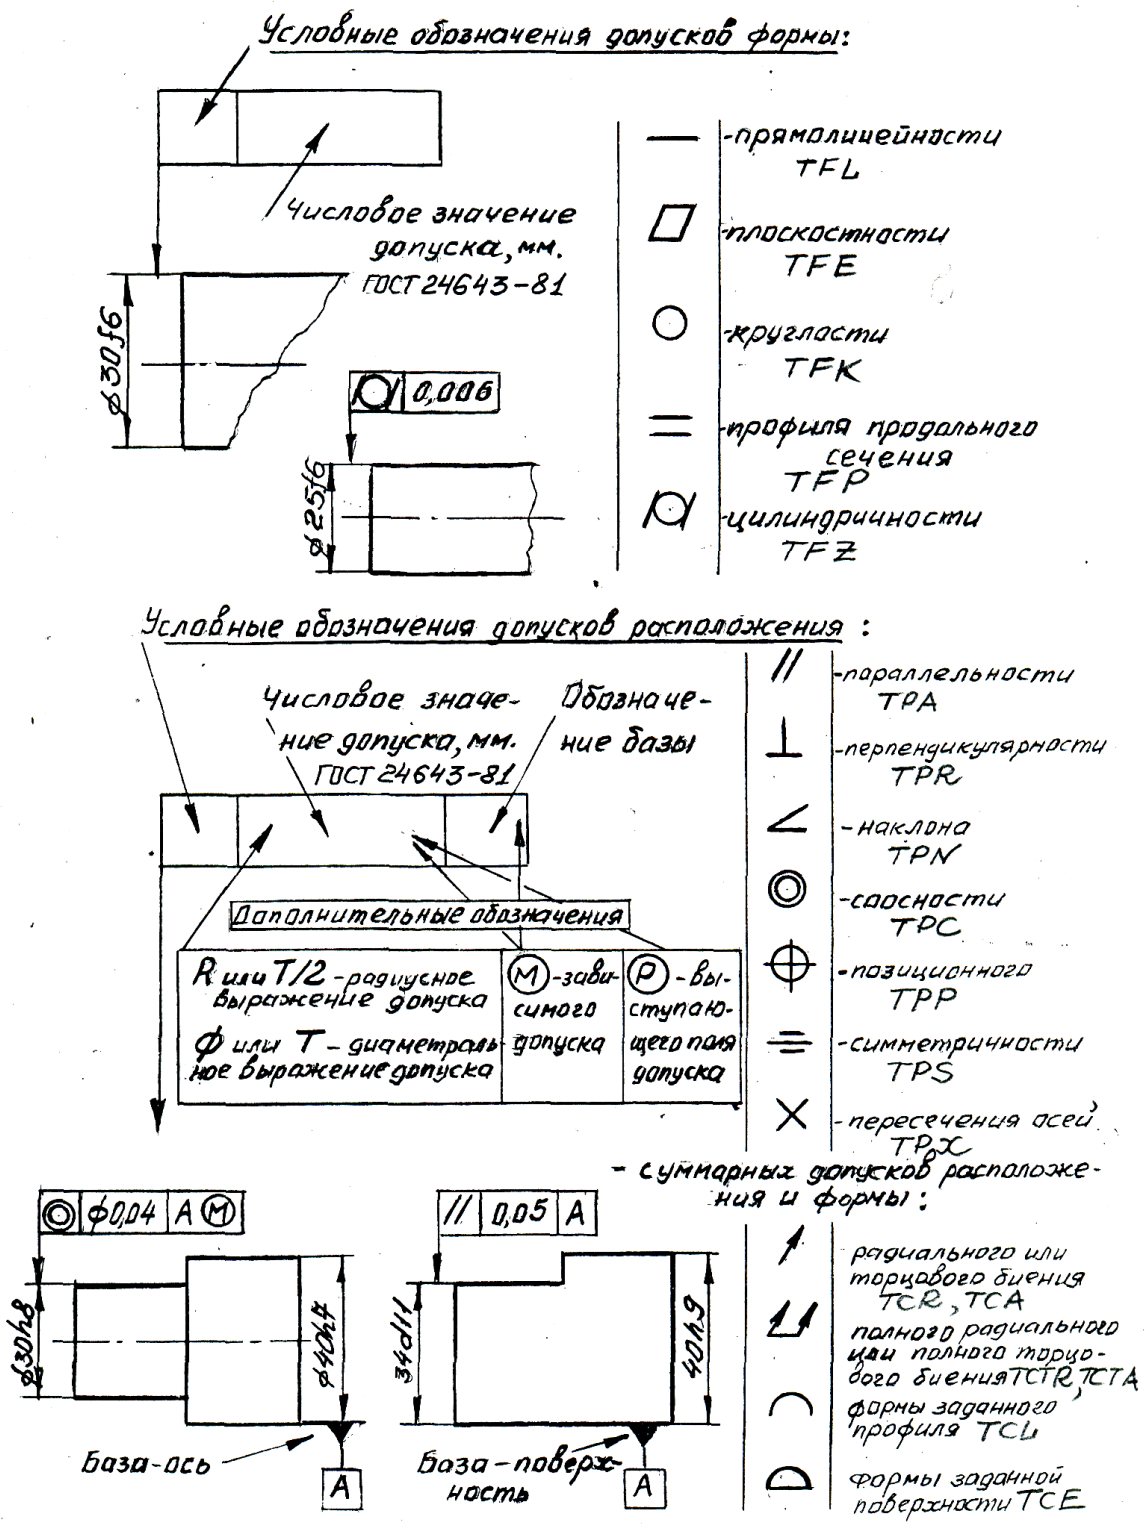 Условные обозначения допусков формы:
Числовое значение
допуска, мм.
ГОСТ 24643-81
ϕ30f6
0,006
ϕ25f6
-прямолинейности
TFL
-плоскостности
TFE
-круглости
TFK
-профиля продольного
сечения
TFP
-цилиндричности
TFZ
Условные обозначения допусков расположения :
Числовое значе-
ние допуска, мм.
ГОСТ 24643-81
Обозначе-
ние базы
Дополнительные обозначения
R или T/2 -радиусное
выражение допуска
ϕ или T - диаметраль-
ное выражение допуска
M -зави-
симого
допуска
P -вы-
ступаю-
щего поля
допуска
// -параллельности
TPA
-перпендикулярности
TPR
-наклона
TPN
-соосности
TPC
-позиционного
TPP
-симметричности
TPS
-пересечения осей
TPX
- суммарных допусков расположе-
ния и формы:
радиального или
торцового биения
TCR, TCA
полного радиального
или полного торцо-
вого биения TCTR, TCTA
формы заданного
профиля TCL
формы заданной
поверхности TCE
ϕ0,04 A M
ϕ30h8
ϕ40h7
База-ось
A
// 0,05 A
34d11
40h9
База-поверх-
ность
A